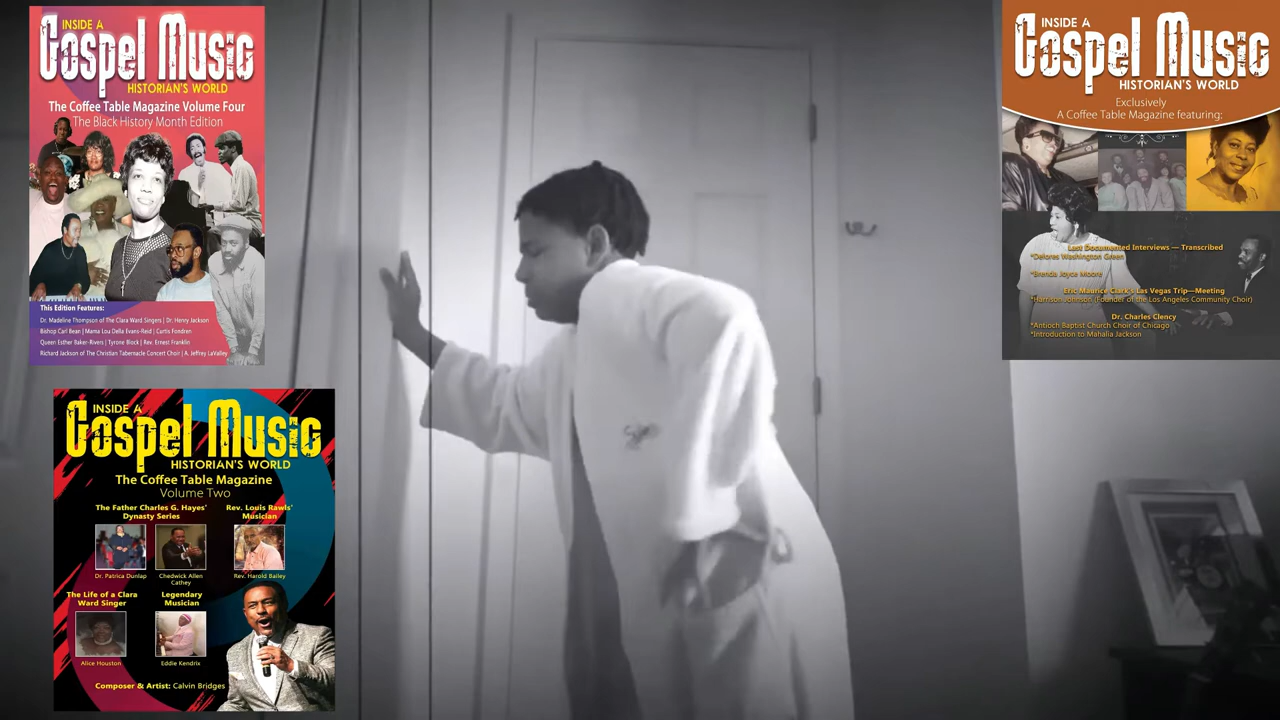 INSIDE A
Gospel Music
HISTORIAN'S WORLD
The Coffee Table Magazine Volume Four
The Black History Month Edition
This Edition Features:
Dr. Madeline Thompson of The Clara Ward Singers | Dr. Henry Jackson
Bishop Carl Bean | Mama Lou Della Evans-Reid | Curtis Fondren
Queen Esther Baker-Rivers | Tyrone Block | Rev. Ernest Franklin
Richard Jackson of The Christian Tabernacle Concert Choir | A. Jeffrey LaValley
INSIDE A
Gospel Music
HISTORIAN'S WORLD
The Coffee Table Magazine
Volume Two
The Father Charles G. Hayes'
Dynasty Series
Rev. Louis Rawls'
Musician
Dr. Patrica Dunlap
Chedwick Allen
Cathey
Rev. Harold Bailey
The Life of a Clara
Ward Singer
Legendary
Musician
Alice Houston
Eddie Kendrix
Composer & Artist: Calvin Bridges
INSIDE A
Gospel Music
HISTORIAN'S WORLD
Exclusively
A Coffee Table Magazine featuring:
Last Documented Interviews — Transcribed
*Delores Washington Green
*Brenda Joyce Moore
Eric Maurice Clark's Las Vegas Trip—Meeting
*Harrison Johnson (Founder of the Los Angeles Community Choir)
Dr. Charles Clency
*Antioch Baptist Church Choir of Chicago
*Introduction to Mahalia Jackson